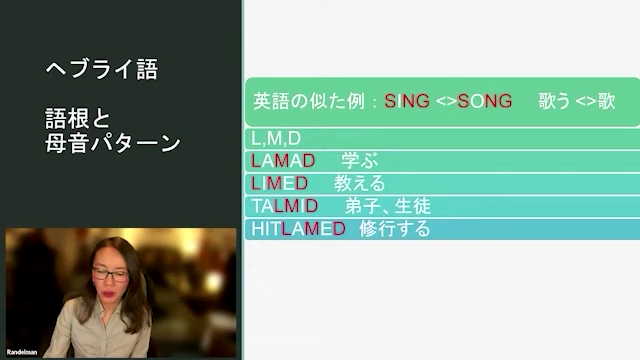 ヘブライ語
語根と
母音パターン
英語の似た例：SING <>SONG 歌う <>歌
L,M,D
LAMAD 学ぶ
LIMED 教える
TALMID 弟子、生徒
HITLAMED 修行する
Randelman